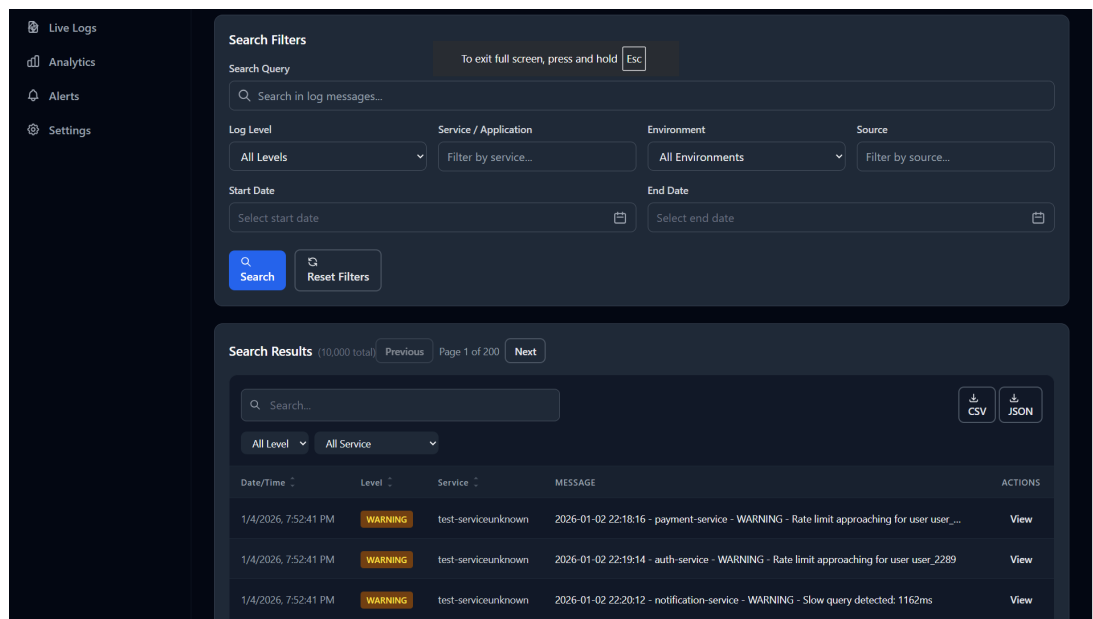 Live Logs
Analytics
Alerts
Settings
Search Filters
To exit full screen, press and hold Esc
Search Query
Search in log messages...
Log Level Service / Application Environment Source
All Levels Filter by service... All Environments Filter by source...
Start Date End Date
Select start date Select end date
Search Reset Filters
Search Results (10,000 total) Previous Page 1 of 200 Next
Search...
CSV JSON
All Level All Service
Date/Time Level Service MESSAGE ACTIONS
1/4/2026, 7:52:41 PM WARNING test-serviceunknown 2026-01-02 22:18:16 - payment-service - WARNING - Rate limit approaching for user user_... View
1/4/2026, 7:52:41 PM WARNING test-serviceunknown 2026-01-02 22:19:14 - auth-service - WARNING - Rate limit approaching for user user_2289 View
1/4/2026, 7:52:41 PM WARNING test-serviceunknown 2026-01-02 22:20:12 - notification-service - WARNING - Slow query detected: 1162ms View